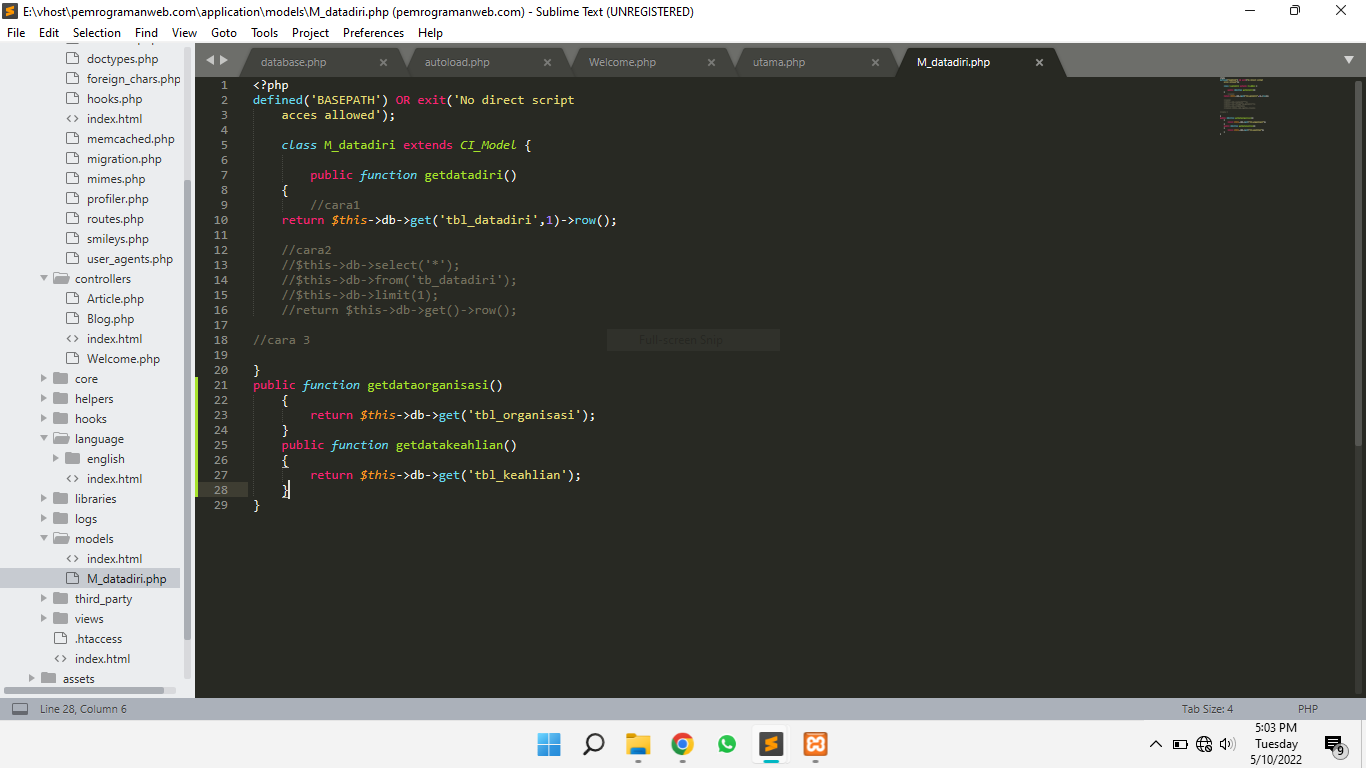 E:\vhost\pemrogramanweb.com\application\models\M_datadiri.php (pemrogramanweb.com) - Sublime Text (UNREGISTERED)
File Edit Selection Find View Goto Tools Project Preferences Help
doctypes.php
foreign_chars.php
hooks.php
index.html
memcached.php
migration.php
mimes.php
profiler.php
routes.php
smileys.php
user_agents.php
controllers
Article.php
Blog.php
index.html
Welcome.php
core
helpers
hooks
language
english
index.html
libraries
logs
models
index.html
M_datadiri.php
third_party
views
.htaccess
index.html
assets
database.php autoload.php Welcome.php utama.php M_datadiri.php
1 <?php
2 defined('BASEPATH') OR exit('No direct script
3 acces allowed');
4
5 class M_datadiri extends CI_Model {
6
7 public function getdatadiri()
8 {
9 //cara1
10 return $this->db->get('tbl_datadiri',1)->row();
11
12 //cara2
13 //$this->db->select('*');
14 //$this->db->from('tb_datadiri');
15 //$this->db->limit(1);
16 //return $this->db->get()->row();
17
18 //cara 3
19
20 }
21 public function getdataorganisasi()
22 {
23 return $this->db->get('tbl_organisasi');
24 }
25 public function getdatakeahlian()
26 {
27 return $this->db->get('tbl_keahlian');
28 }
29 }
Full-screen Snip
Line 28, Column 6
Tab Size: 4 PHP
5:03 PM
Tuesday
5/10/2022
9